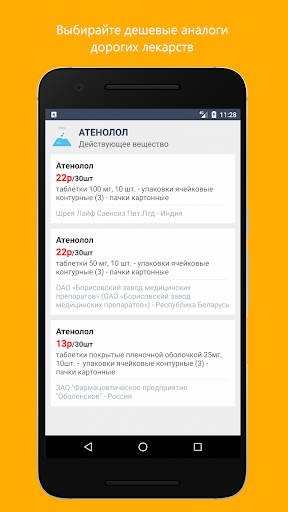 Выбирайте дешевые аналоги
дорогих лекарств
11:28
АТЕНОЛОЛ
Действующее вещество
Атенолол
22р/30шт
таблетки 100 мг, 10 шт. - упаковки ячейковые
контурные (3) - пачки картонные
Шрея Лайф Саенсиз Пвт.Лтд - Индия
Атенолол
22р/30шт
таблетки 50 мг, 10 шт. - упаковки ячейковые
контурные (3) - пачки картонные
ОАО «Борисовский завод медицинских
препаратов» (ОАО «Борисовский завод
медицинских препаратов») - Республика Беларусь
Атенолол
13р/30шт
таблетки покрытые пленочной оболочкой 25мг,
10шт. - упаковки ячейковые контурные (3) -
пачки картонные
ЗАО "Фармацевтическое предприятие
"Оболенское" - Россия